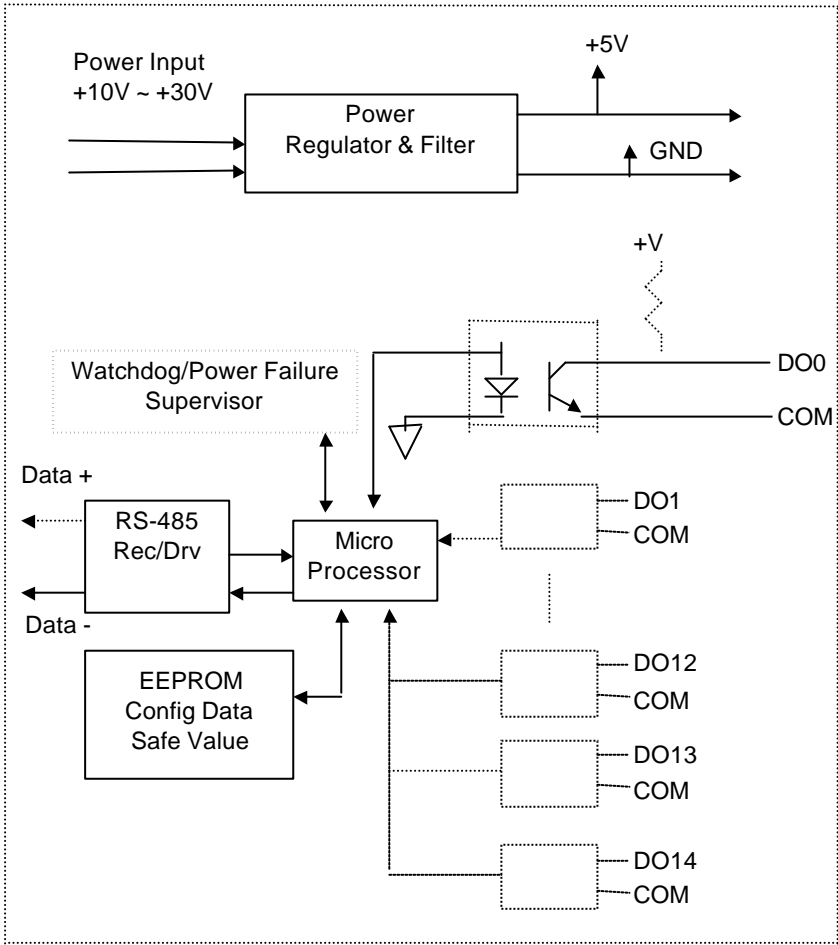 Power Input
+10V ~ +30V
+5V
Power
Regulator & Filter
GND
+V
Watchdog/Power Failure
Supervisor
DO0
COM
Data +
RS-485
Rec/Drv
Micro
Processor
DO1
COM
Data -
EEPROM
Config Data
Safe Value
DO12
COM
DO13
COM
DO14
COM